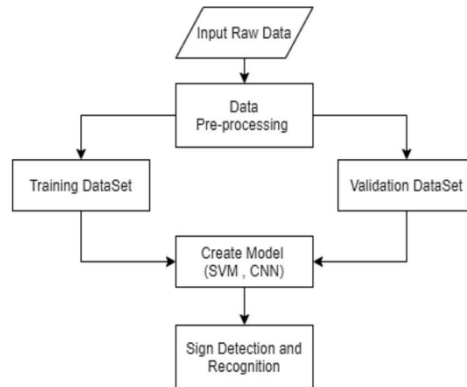 Input Raw Data
Data
Pre-processing
Training DataSet
Validation DataSet
Create Model
(SVM , CNN)
Sign Detection and
Recognition